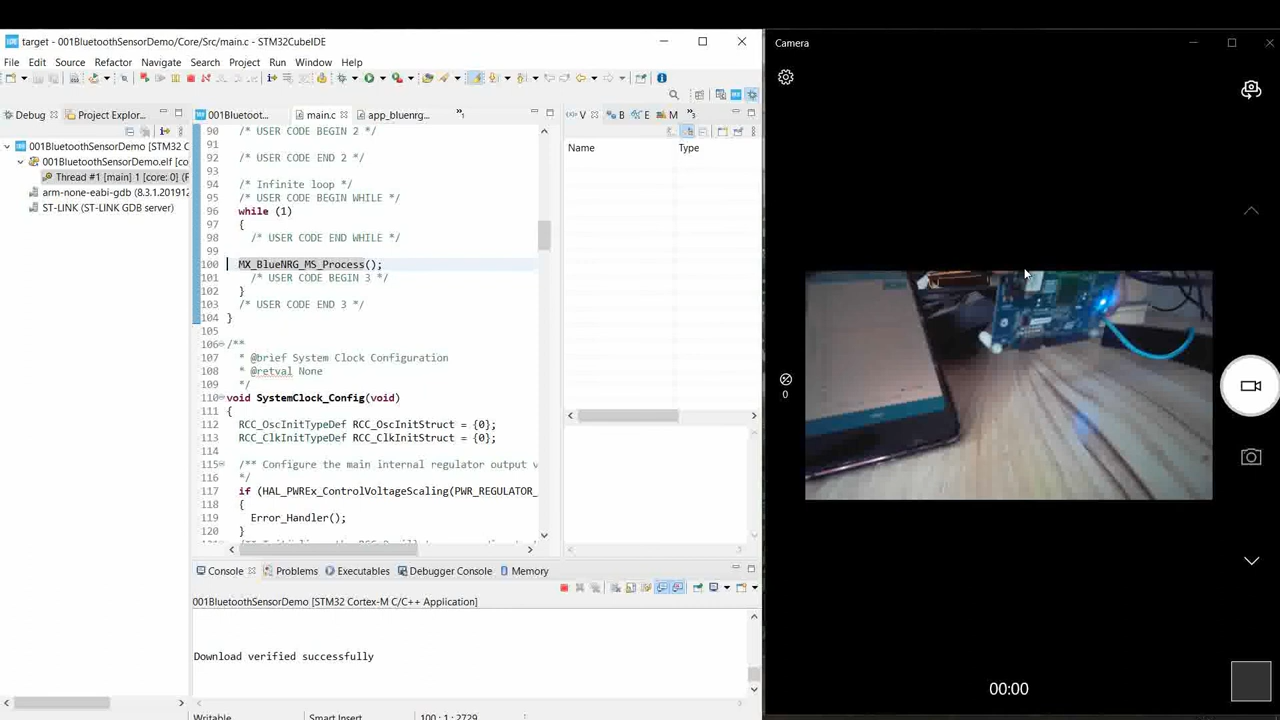 target - 001BluetoothSensorDemo/Core/Src/main.c - STM32CubeIDE
File Edit Source Refactor Navigate Search Project Run Window Help
Debug
Project Explor...
001BluetoothSensorDemo [STM32 C
001BluetoothSensorDemo.elf [co
Thread #1 [main] 1 [core: 0] (R
arm-none-eabi-gdb (8.3.1.201912
ST-LINK (ST-LINK GDB server)
001Bluetoot...
main.c
app_bluenrg...
90 /* USER CODE BEGIN 2 */
91
92 /* USER CODE END 2 */
93
94 /* Infinite loop */
95 /* USER CODE BEGIN WHILE */
96 while (1)
97 {
98 /* USER CODE END WHILE */
99
100 MX_BlueNRG_MS_Process();
101 /* USER CODE BEGIN 3 */
102 }
103 /* USER CODE END 3 */
104 }
105
106 /**
107 * @brief System Clock Configuration
108 * @retval None
109 */
110 void SystemClock_Config(void)
111 {
112 RCC_OscInitTypeDef RCC_OscInitStruct = {0};
113 RCC_ClkInitTypeDef RCC_ClkInitStruct = {0};
114
115 /** Configure the main internal regulator output v
116 */
117 if (HAL_PWREx_ControlVoltageScaling(PWR_REGULATOR_
118 {
119 Error_Handler();
120 }
V B E M
Name Type
Console Problems Executables Debugger Console Memory
001BluetoothSensorDemo [STM32 Cortex-M C/C++ Application]
Download verified successfully
Writable Smart Insert 100 : 1 : 2729
Camera
0
00:00